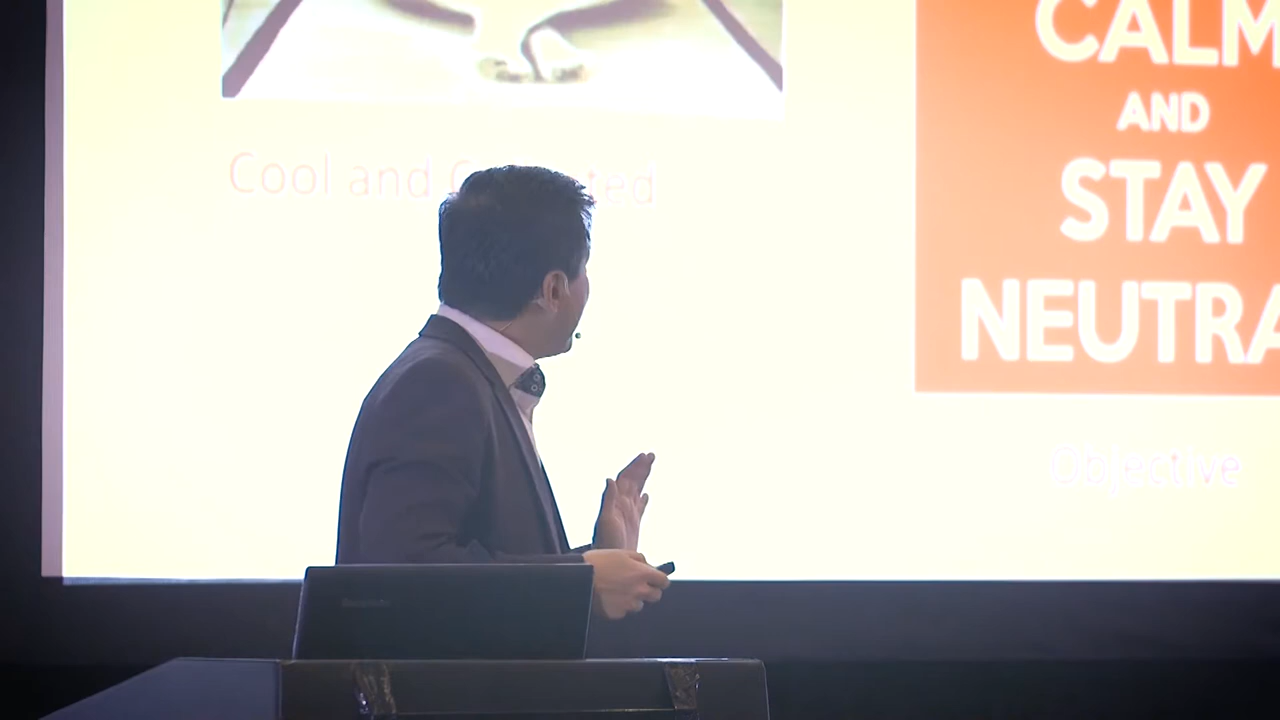 Cool and
CALM
AND
STAY
NEUTRA
Objective